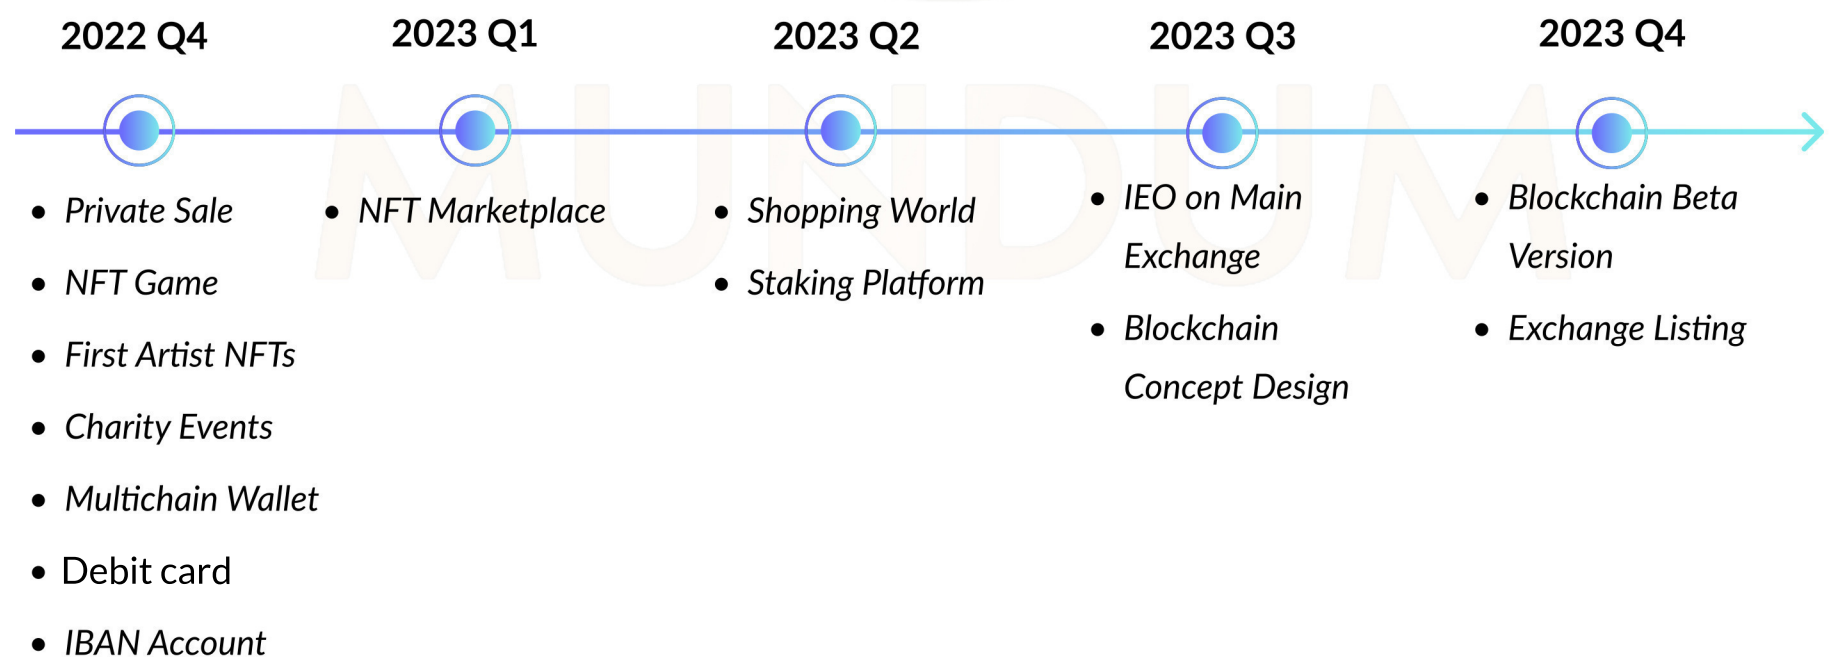 2022 Q4
2023 Q1
2023 Q2
2023 Q3
2023 Q4
MUNDUM
• Private Sale
• NFT Game
• First Artist NFTs
• Charity Events
• Multichain Wallet
• Debit card
• IBAN Account
• NFT Marketplace
• Shopping World
• Staking Platform
• IEO on Main
Exchange
• Blockchain
Concept Design
• Blockchain Beta
Version
• Exchange Listing